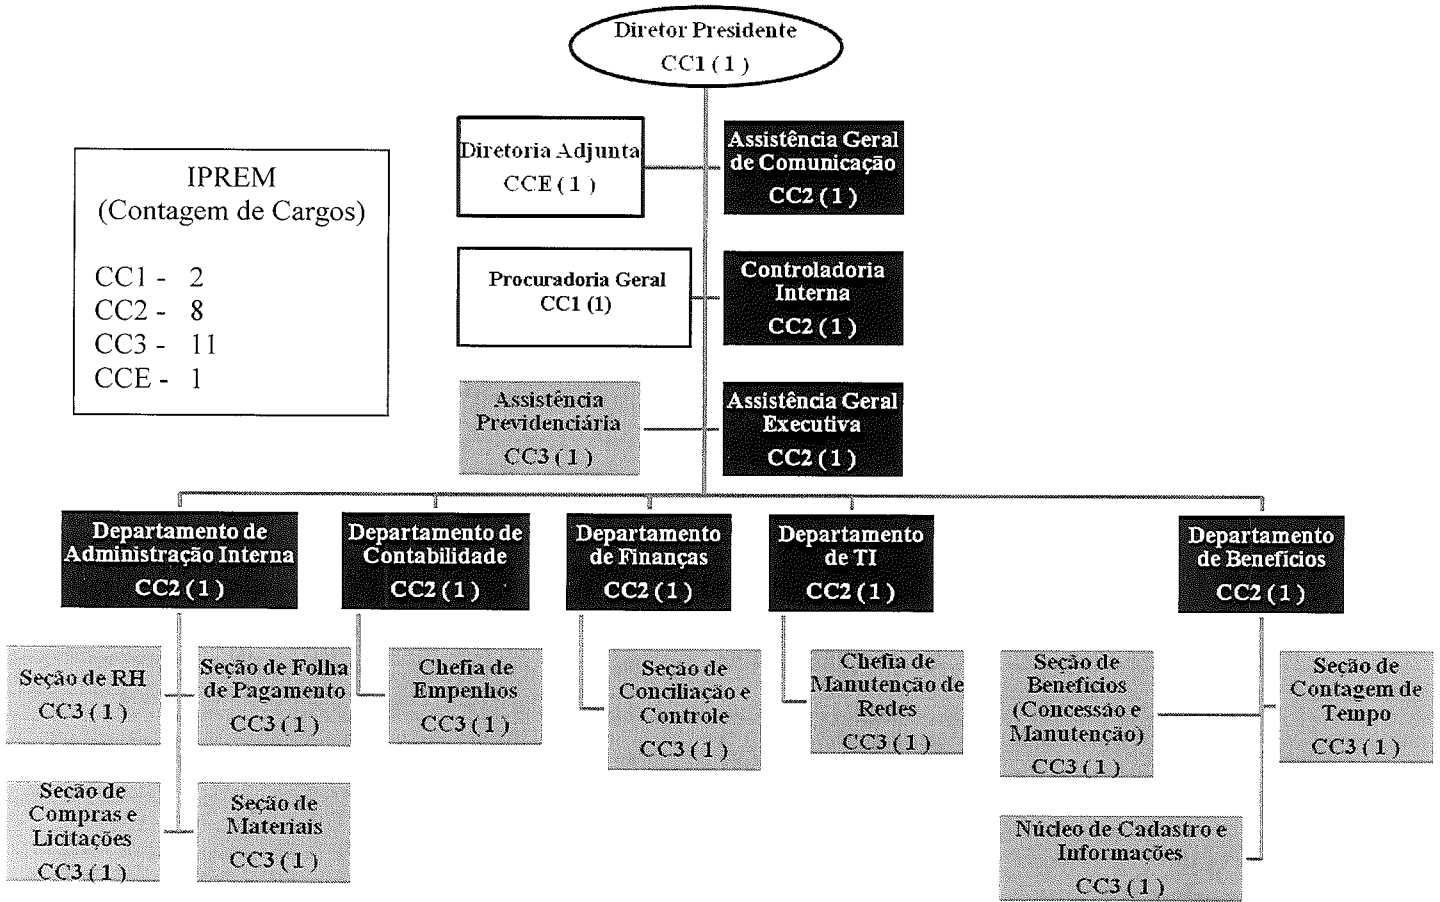 Diretor Presidente
CC1 ( 1 )
Diretoria Adjunta
CCE ( 1 )
Assistência Geral
de Comunicação
CC2 ( 1 )
IPREM
(Contagem de Cargos)
CC1 - 2
CC2 - 8
CC3 - 11
CCE - 1
Procuradoria Geral
CC1 (1)
Controladoria
Interna
CC2 ( 1 )
Assistência
Previdenciária
CC3 ( 1 )
Assistência Geral
Executiva
CC2 ( 1 )
Departamento de
Administração Interna
CC2 ( 1 )
Departamento de
Contabilidade
CC2 ( 1 )
Departamento
de Finanças
CC2 ( 1 )
Departamento
de TI
CC2 ( 1 )
Departamento
de Benefícios
CC2 ( 1 )
Seção de RH
CC3 ( 1 )
Seção de Folha
de Pagamento
CC3 ( 1 )
Chefia de
Empenhos
CC3 ( 1 )
Seção de
Conciliação e
Controle
CC3 ( 1 )
Chefia de
Manutenção de
Redes
CC3 ( 1 )
Seção de
Benefícios
(Concessão e
Manutenção)
CC3 ( 1 )
Seção de
Contagem de
Tempo
CC3 ( 1 )
Seção de
Compras e
Licitações
CC3 ( 1 )
Seção de
Materiais
CC3 ( 1 )
Núcleo de Cadastro e
Informações
CC3 ( 1 )